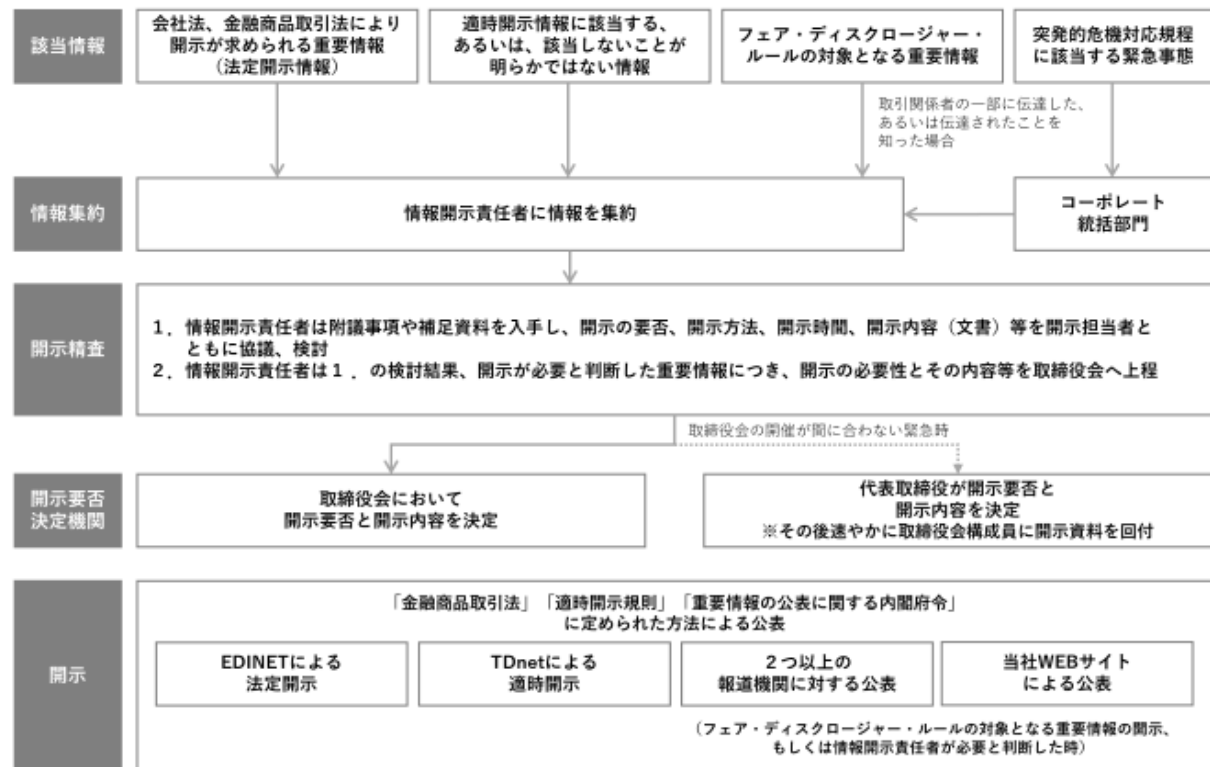 該当情報
会社法、金融商品取引法により
開示が求められる重要情報
（法定開示情報）
適時開示情報に該当する、
あるいは、該当しないことが
明らかではない情報
フェア・ディスクロージャー・
ルールの対象となる重要情報
突発的危機対応規程
に該当する緊急事態
取引関係者の一部に伝達した、
あるいは伝達されたことを
知った場合
情報集約
情報開示責任者に情報を集約
コーポレート
統括部門
開示精査
1．情報開示責任者は附議事項や補足資料を入手し、開示の要否、開示方法、開示時間、開示内容（文書）等を開示担当者と
ともに協議、検討
2．情報開示責任者は１．の検討結果、開示が必要と判断した重要情報につき、開示の必要性とその内容等を取締役会へ上程
取締役会の開催が間に合わない緊急時
開示要否
決定機関
取締役会において
開示要否と開示内容を決定
代表取締役が開示要否と
開示内容を決定
※その後速やかに取締役会構成員に開示資料を回付
開示
「金融商品取引法」「適時開示規則」「重要情報の公表に関する内閣府令」
に定められた方法による公表
EDINETによる
法定開示
TDnetによる
適時開示
２つ以上の
報道機関に対する公表
当社WEBサイト
による公表
（フェア・ディスクロージャー・ルールの対象となる重要情報の開示、
もしくは情報開示責任者が必要と判断した時）